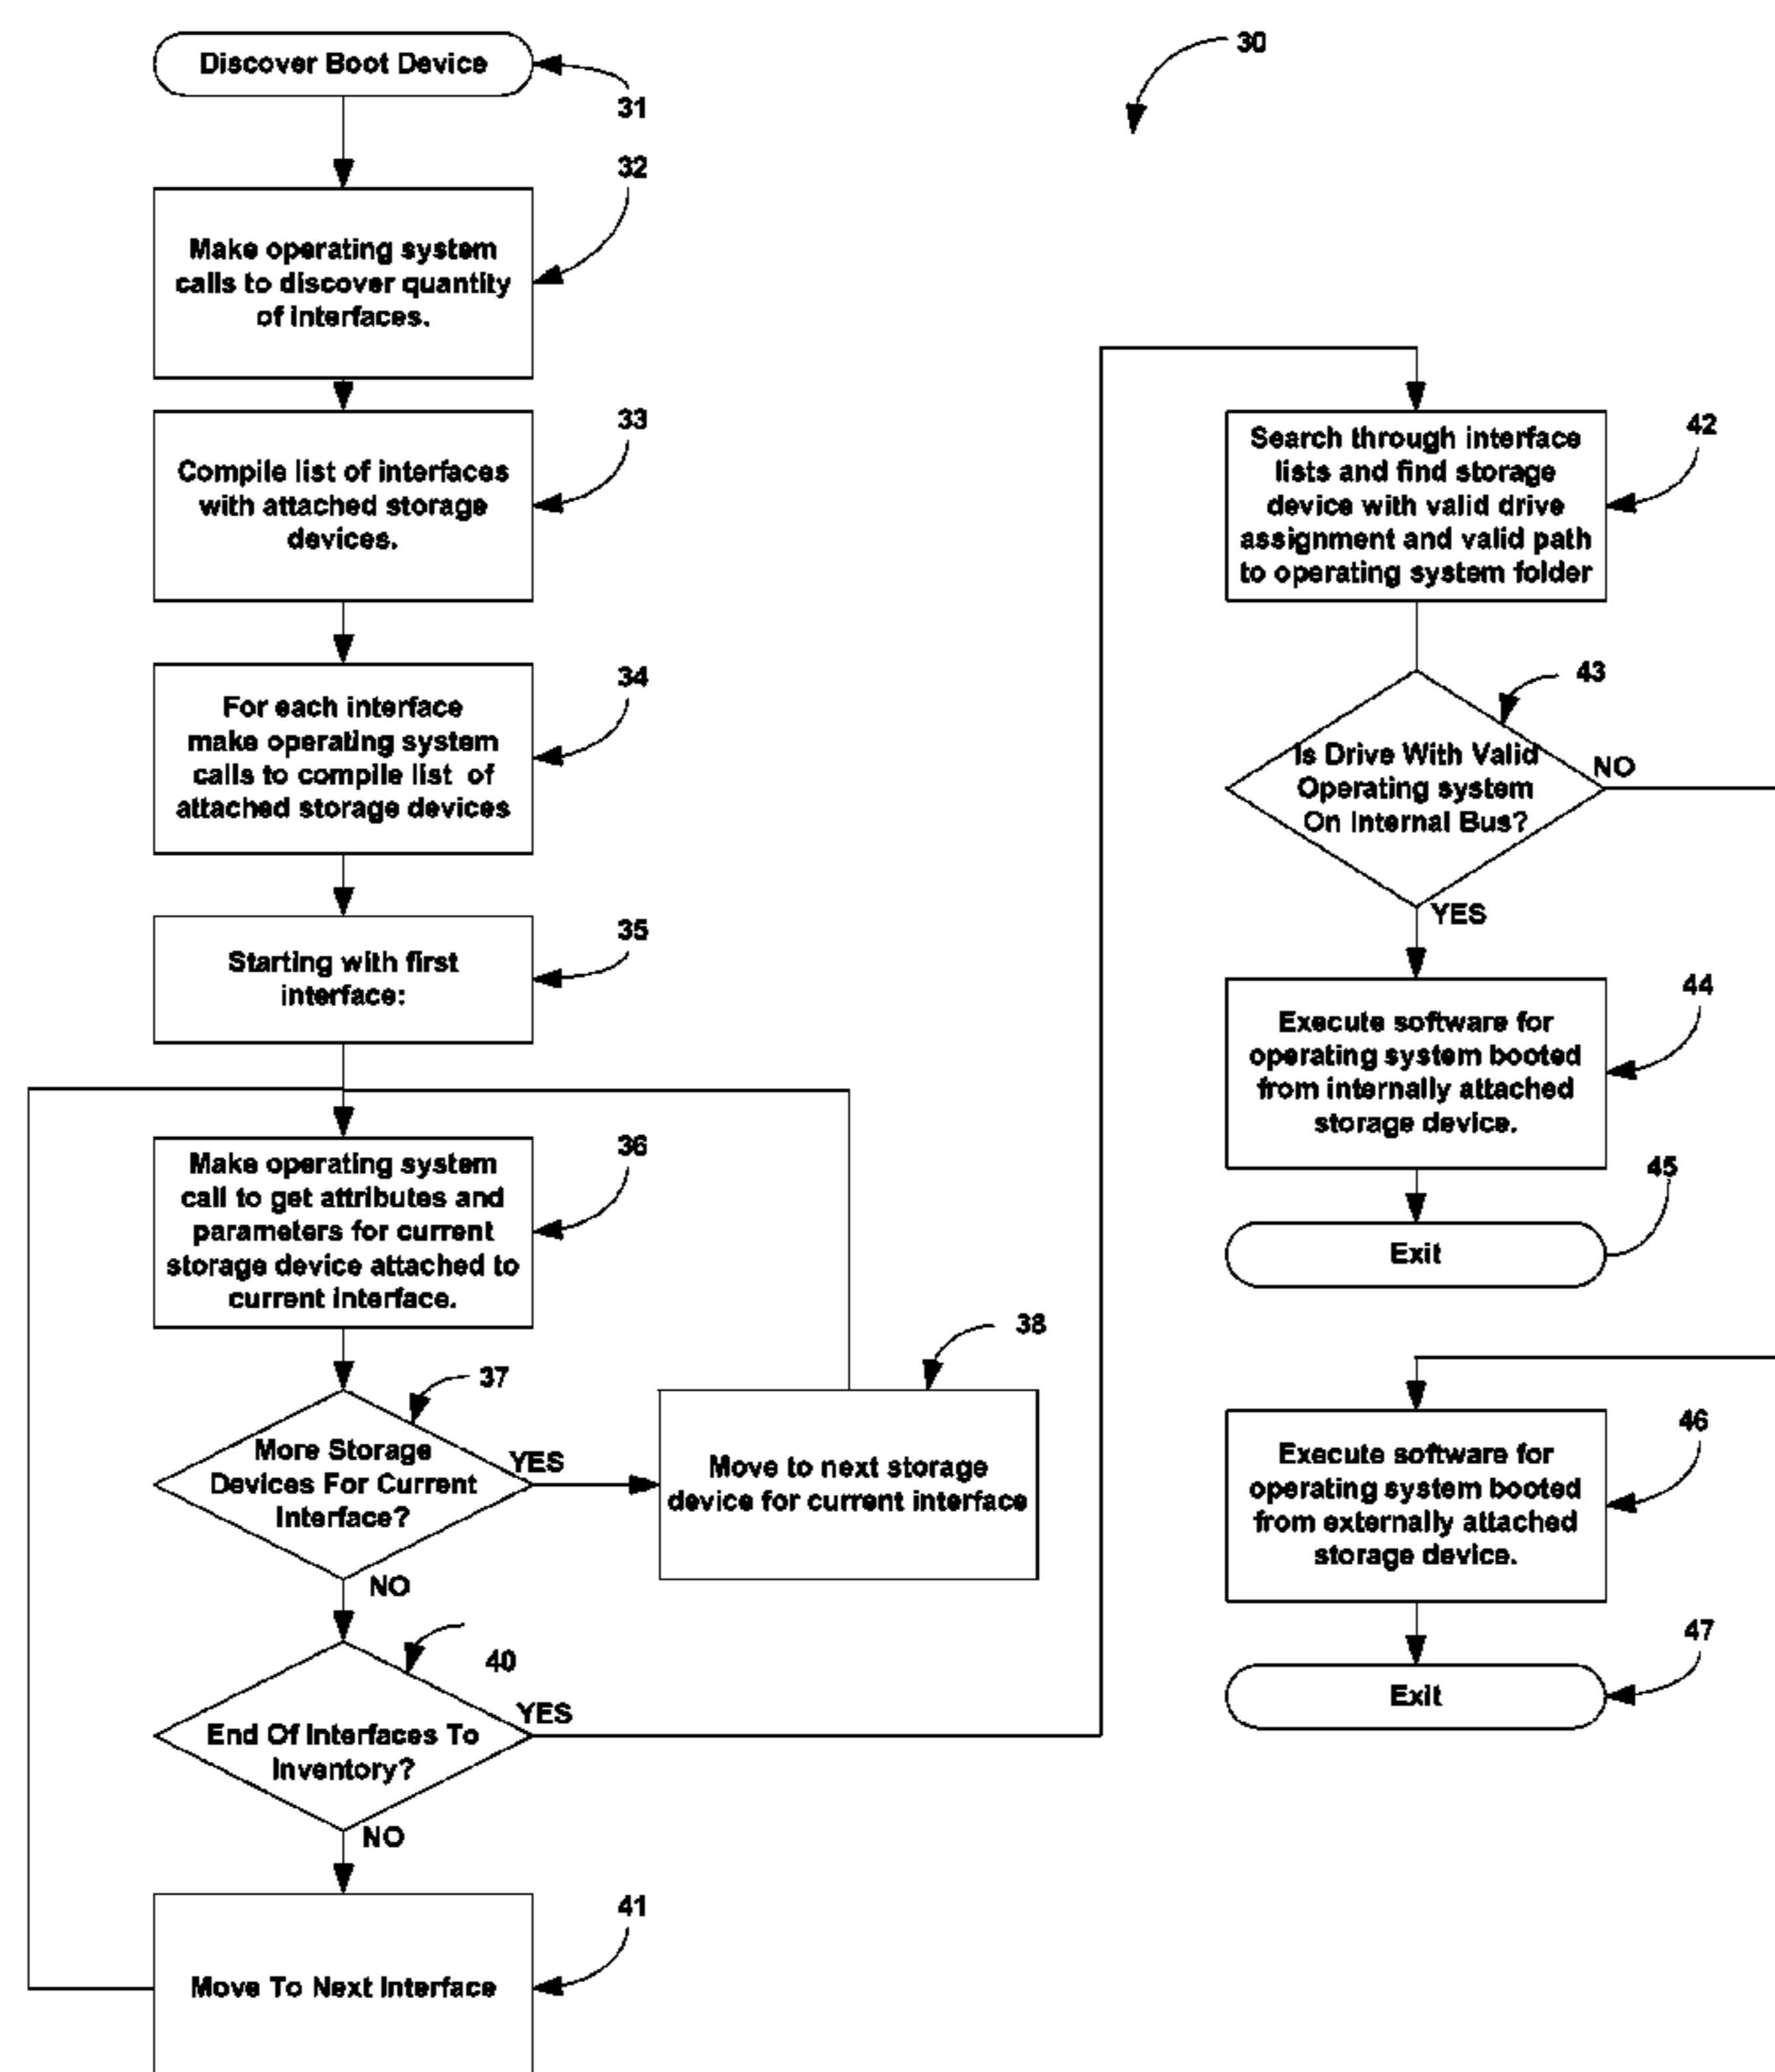 Discover Boot Device
31
30
32
Make operating system
calls to discover quantity
of interfaces.
33
Compile list of interfaces
with attached storage
devices.
34
For each interface
make operating system
calls to compile list of
attached storage devices
35
Starting with first
interface:
36
Make operating system
call to get attributes and
parameters for current
storage device attached to
current interface.
37
More Storage
Devices For Current
Interface?
YES
NO
38
Move to next storage
device for current interface
40
End Of Interfaces To
Inventory?
YES
NO
41
Move To Next Interface
42
Search through interface
lists and find storage
device with valid drive
assignment and valid path
to operating system folder
43
Is Drive With Valid
Operating system
On Internal Bus?
NO
YES
44
Execute software for
operating system booted
from internally attached
storage device.
45
Exit
46
Execute software for
operating system booted
from externally attached
storage device.
47
Exit